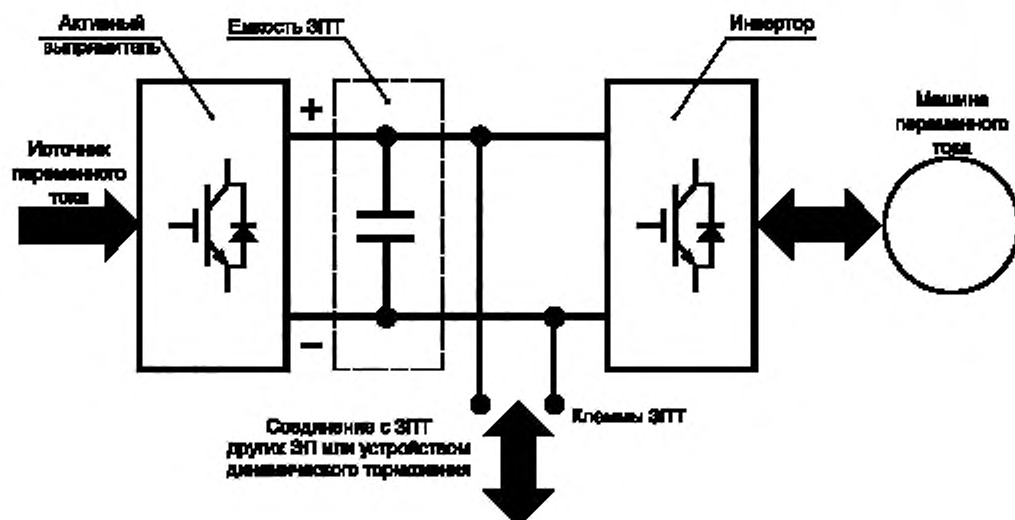 Активный
выпрямитель
Емкость ЗПТ
Инвертор
Машина
переменного
тока
Источник
переменного
тока
+
−
Соединение с ЗПТ
других ЭП или устройством
динамического торможения
Клеммы ЗПТ